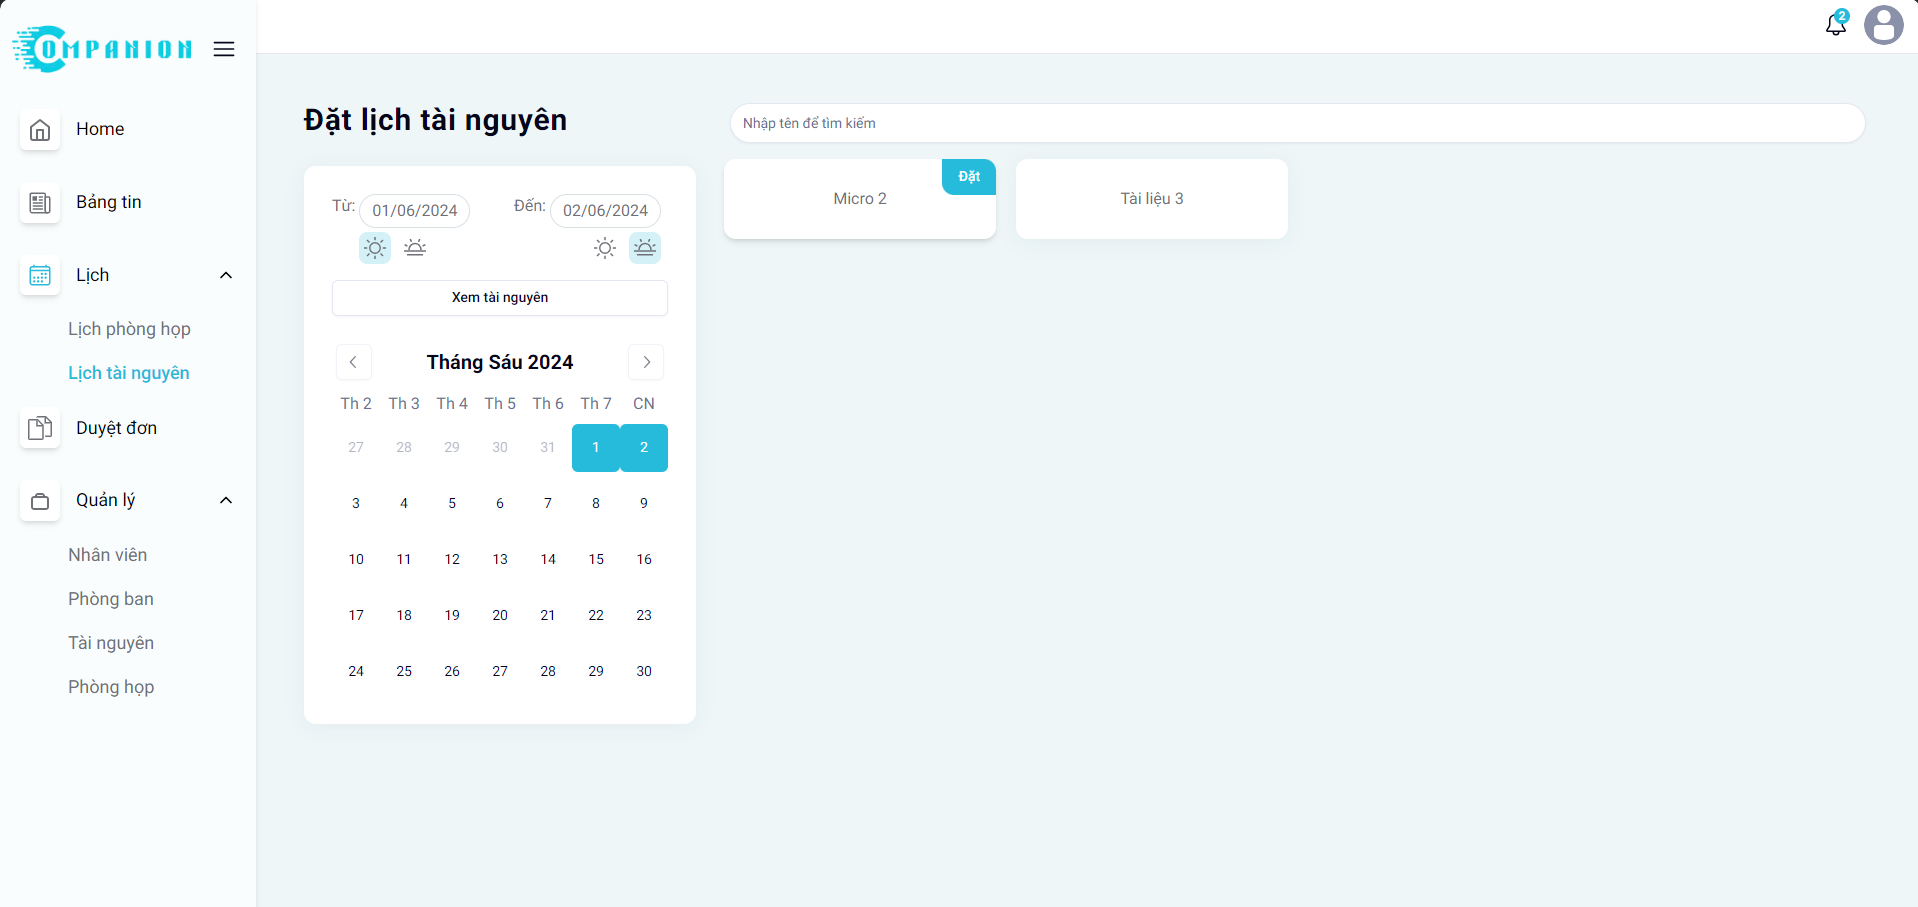 COMPANION
Home
Bảng tin
Lịch
Lịch phòng họp
Lịch tài nguyên
Duyệt đơn
Quản lý
Nhân viên
Phòng ban
Tài nguyên
Phòng họp
2
Đặt lịch tài nguyên
Nhập tên để tìm kiếm
Từ: 01/06/2024 Đến: 02/06/2024
Xem tài nguyên
Tháng Sáu 2024
Th 2 Th 3 Th 4 Th 5 Th 6 Th 7 CN
27 28 29 30 31 1 2
3 4 5 6 7 8 9
10 11 12 13 14 15 16
17 18 19 20 21 22 23
24 25 26 27 28 29 30
Đặt
Micro 2
Tài liệu 3